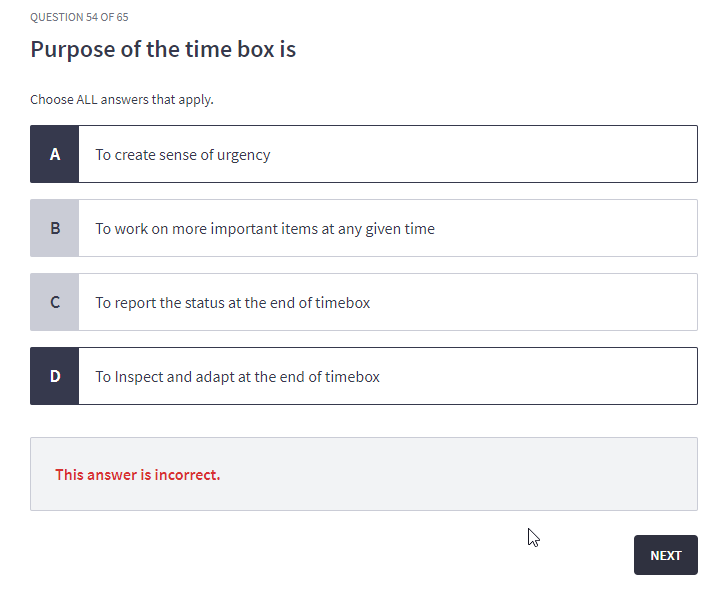 QUESTION 54 OF 65
Purpose of the time box is
Choose ALL answers that apply.
A To create sense of urgency
B To work on more important items at any given time
C To report the status at the end of timebox
D To Inspect and adapt at the end of timebox
This answer is incorrect.
NEXT